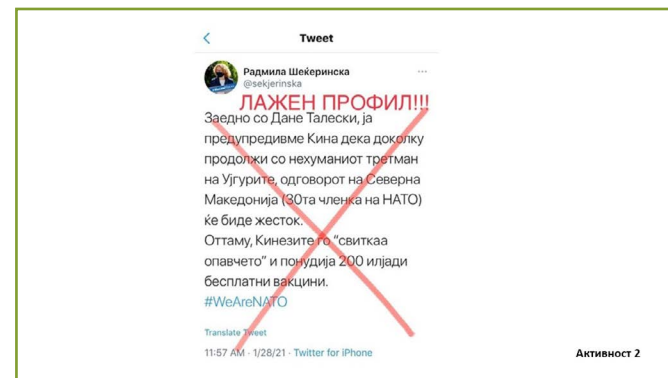 Tweet
Радмила Шеќеринска
@sekjerinska
ЛАЖЕН ПРОФИЛ!!!
Заедно со Дане Талески, ја
предупредивме Кина дека доколку
продолжи со нехуманиот третман
на Ујгурите, одговорот на Северна
Македонија (30та членка на НАТО)
ќе биде жесток.
Оттаму, Кинезите го “свиткаа
опавчето” и понудија 200 илјади
бесплатни вакцини.
#WeAreNATO
Translate Tweet
11:57 AM · 1/28/21 · Twitter for iPhone
Активност 2